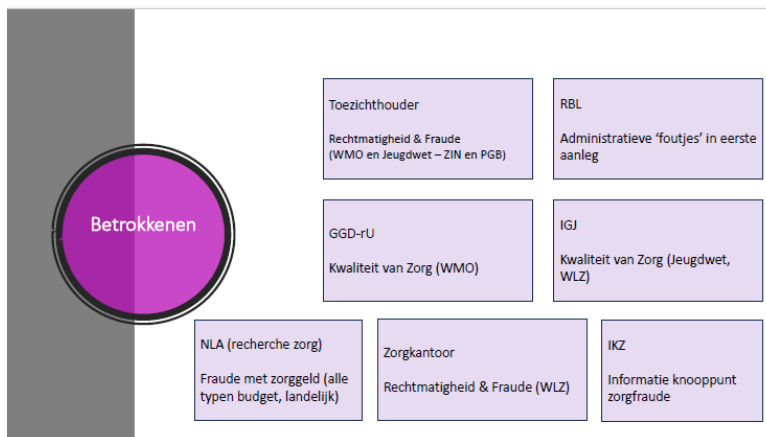 Betrokkenen
Toezichthouder
Rechtmatigheid & Fraude
(WMO en Jeugdwet – ZIN en PGB)
RBL
Administratieve ‘foutjes’ in eerste
aanleg
GGD-rU
Kwaliteit van Zorg (WMO)
IGJ
Kwaliteit van Zorg (Jeugdwet,
WLZ)
NLA (recherche zorg)
Fraude met zorggeld (alle
typen budget, landelijk)
Zorgkantoor
Rechtmatigheid & Fraude (WLZ)
IKZ
Informatie knooppunt
zorgfraude